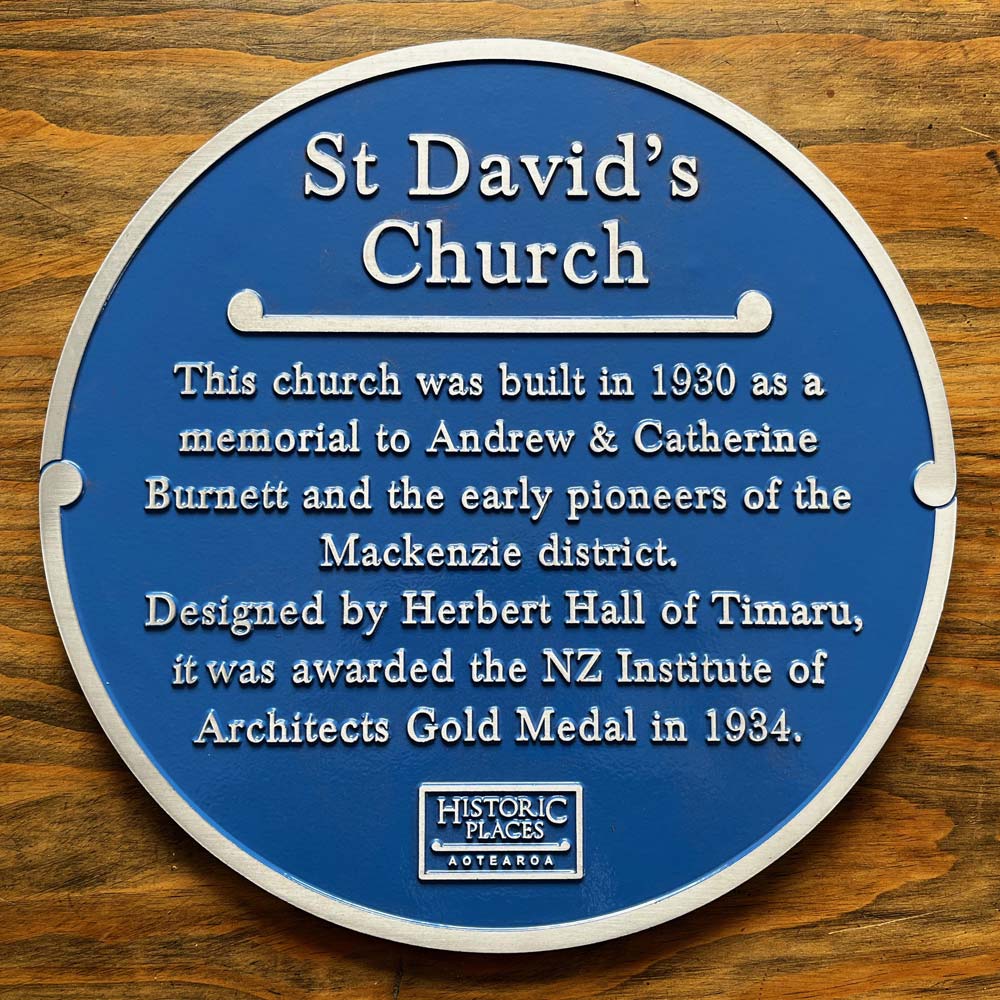 St David's
Church
This church was built in 1930 as a
memorial to Andrew & Catherine
Burnett and the early pioneers of the
Mackenzie district.
Designed by Herbert Hall of Timaru,
it was awarded the NZ Institute of
Architects Gold Medal in 1934.
HISTORIC
PLACES
AOTEAROA